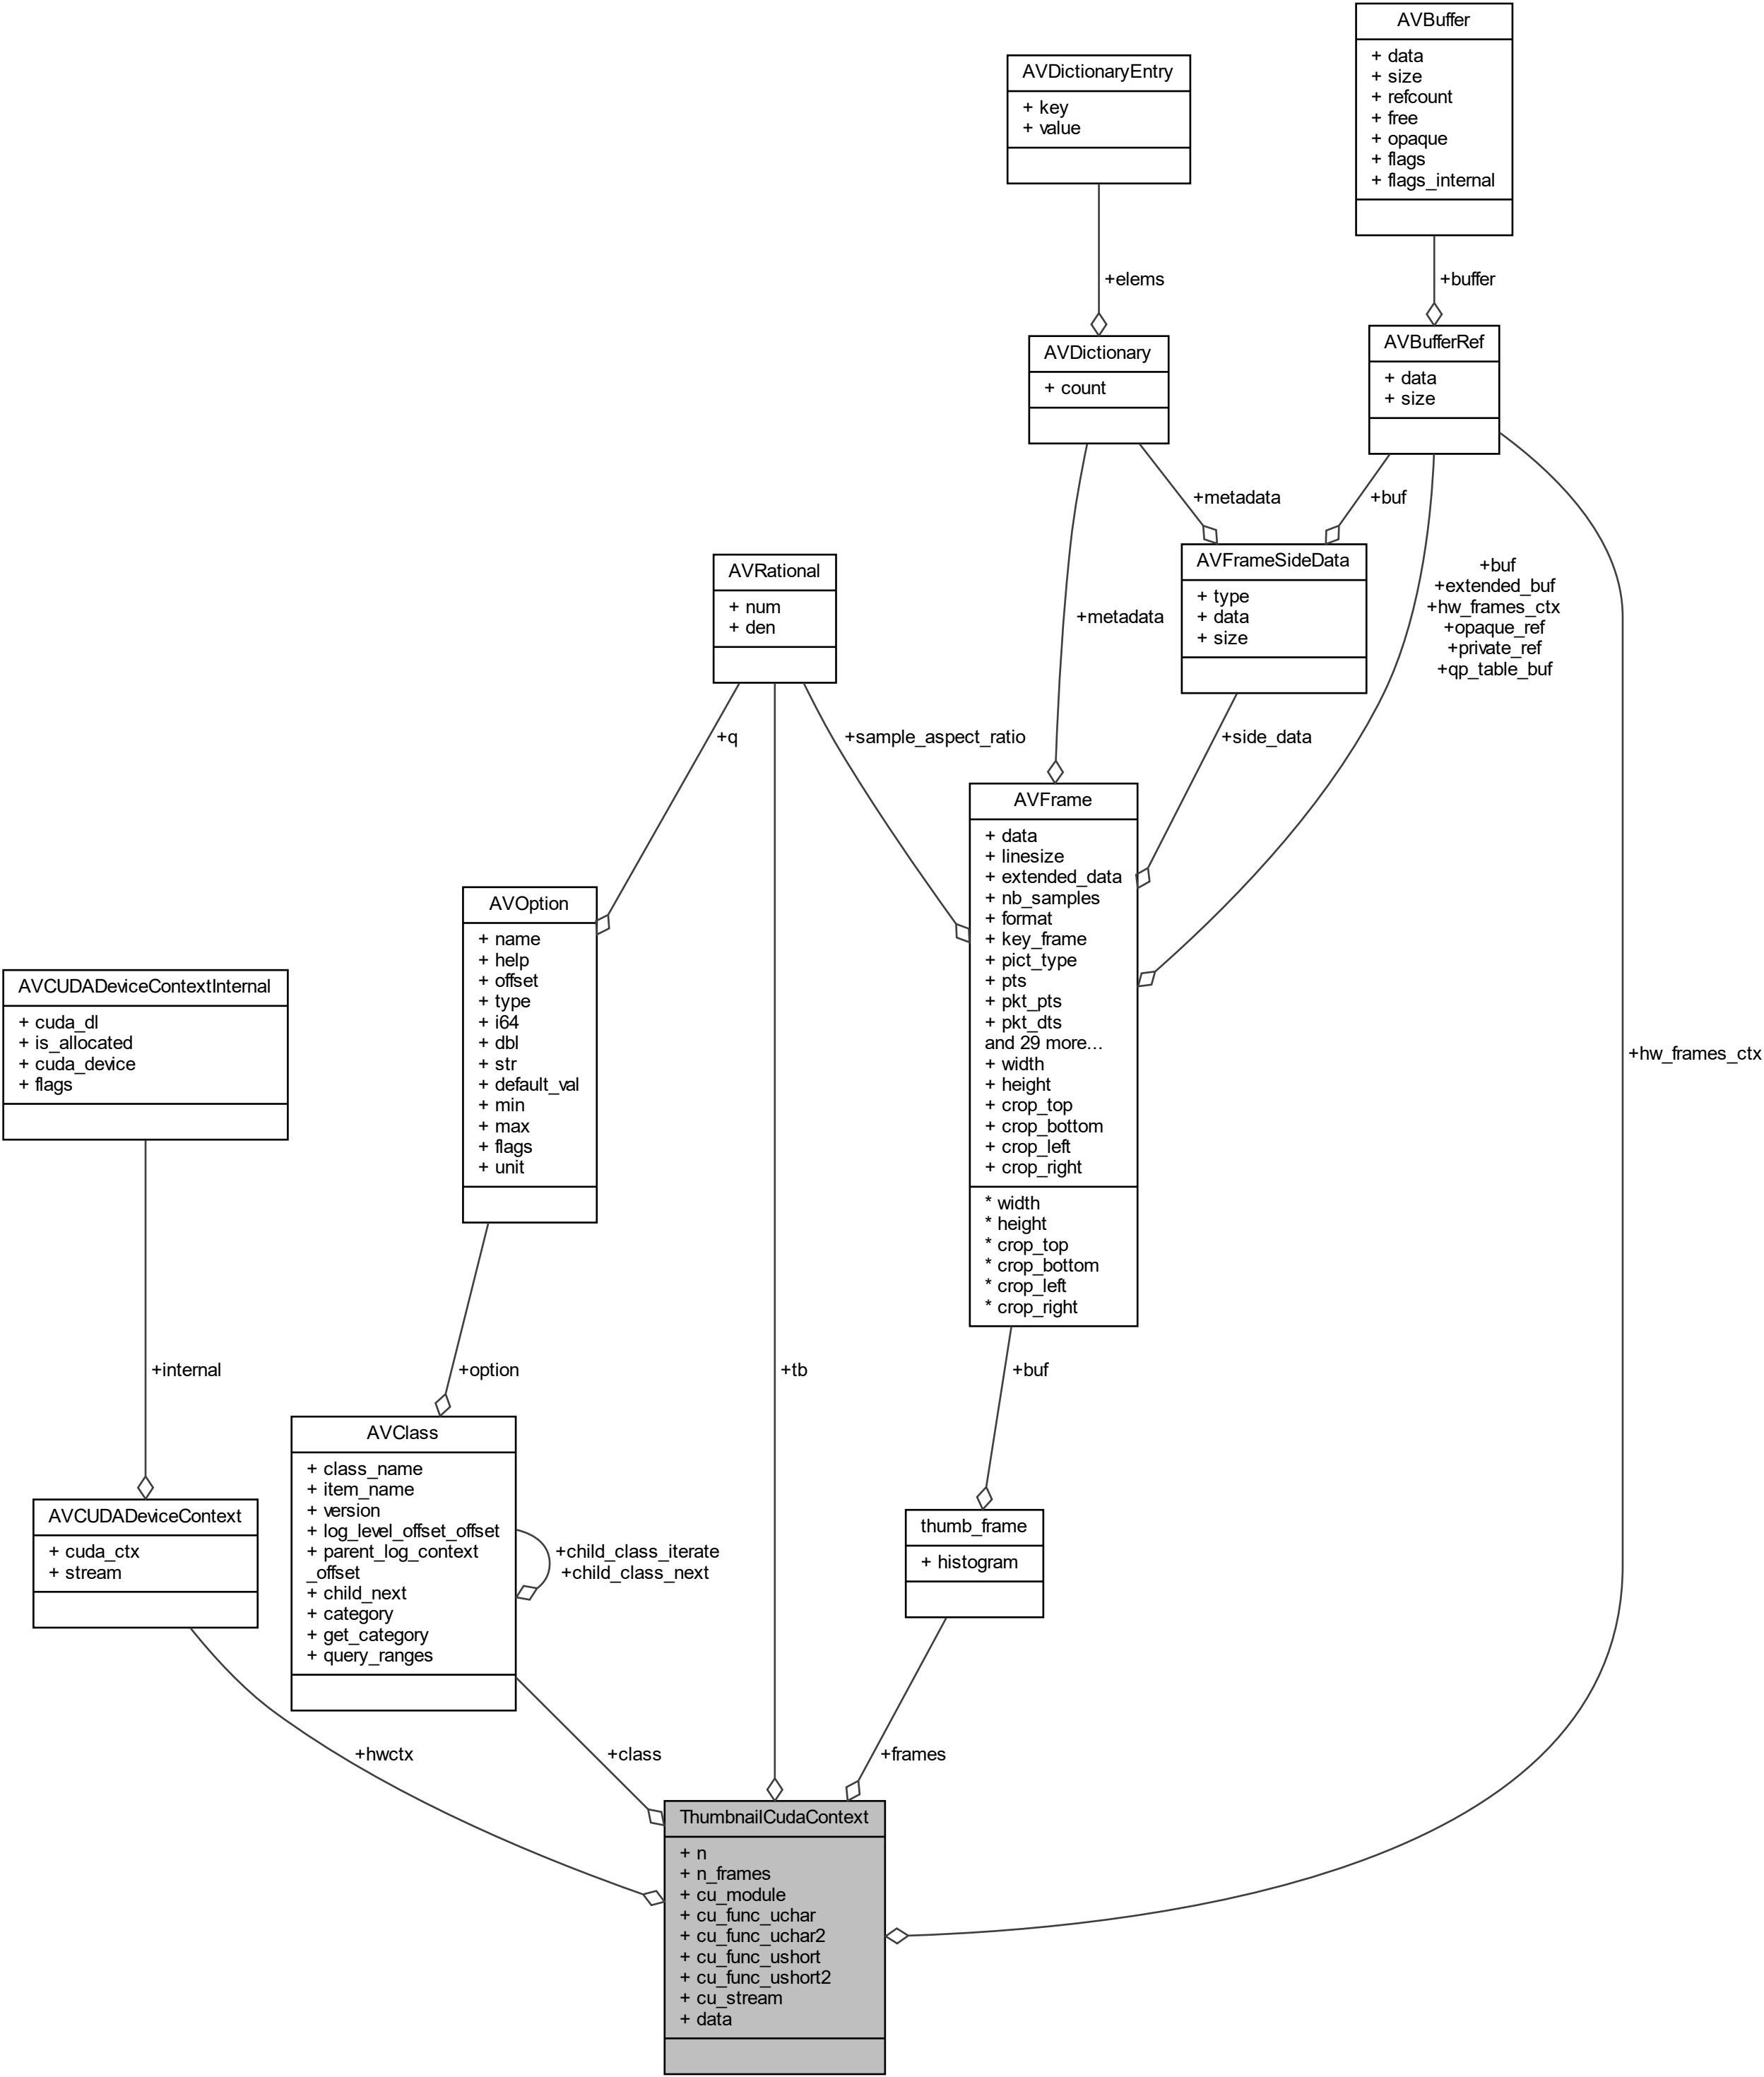 AVBuffer
+ data
+ size
+ refcount
+ free
+ opaque
+ flags
+ flags_internal
AVDictionaryEntry
+ key
+ value
+elems
+buffer
AVDictionary
+ count
AVBufferRef
+ data
+ size
+metadata
+buf
AVFrameSideData
+ type
+ data
+ size
+buf
+extended_buf
+hw_frames_ctx
+opaque_ref
+private_ref
+qp_table_buf
AVRational
+ num
+ den
+metadata
+q
+sample_aspect_ratio
+side_data
AVFrame
+ data
+ linesize
+ extended_data
+ nb_samples
+ format
+ key_frame
+ pict_type
+ pts
+ pkt_pts
+ pkt_dts
and 29 more...
+ width
+ height
+ crop_top
+ crop_bottom
+ crop_left
+ crop_right
* width
* height
* crop_top
* crop_bottom
* crop_left
* crop_right
AVOption
+ name
+ help
+ offset
+ type
+ i64
+ dbl
+ str
+ default_val
+ min
+ max
+ flags
+ unit
AVCUDADeviceContextInternal
+ cuda_dl
+ is_allocated
+ cuda_device
+ flags
+hw_frames_ctx
+internal
+option
+tb
+buf
AVClass
+ class_name
+ item_name
+ version
+ log_level_offset_offset
+ parent_log_context
_offset
+ child_next
+ category
+ get_category
+ query_ranges
+child_class_iterate
+child_class_next
AVCUDADeviceContext
+ cuda_ctx
+ stream
thumb_frame
+ histogram
+hwctx
+class
+frames
ThumbnailCudaContext
+ n
+ n_frames
+ cu_module
+ cu_func_uchar
+ cu_func_uchar2
+ cu_func_ushort
+ cu_func_ushort2
+ cu_stream
+ data